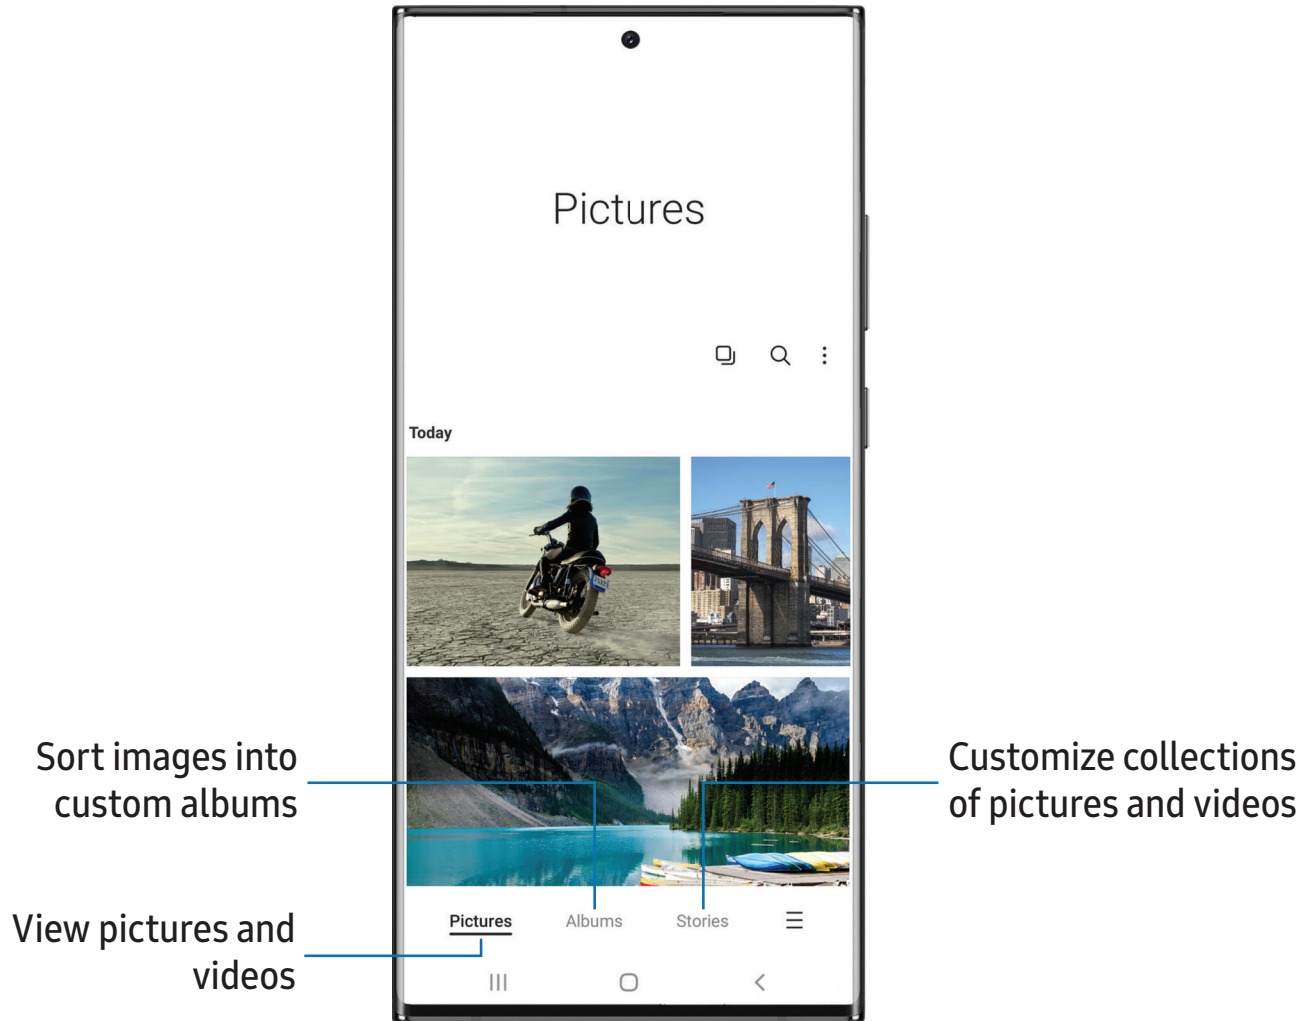 Pictures
Today
Sort images into
custom albums
Customize collections
of pictures and videos
View pictures and
videos
Pictures
Albums
Stories